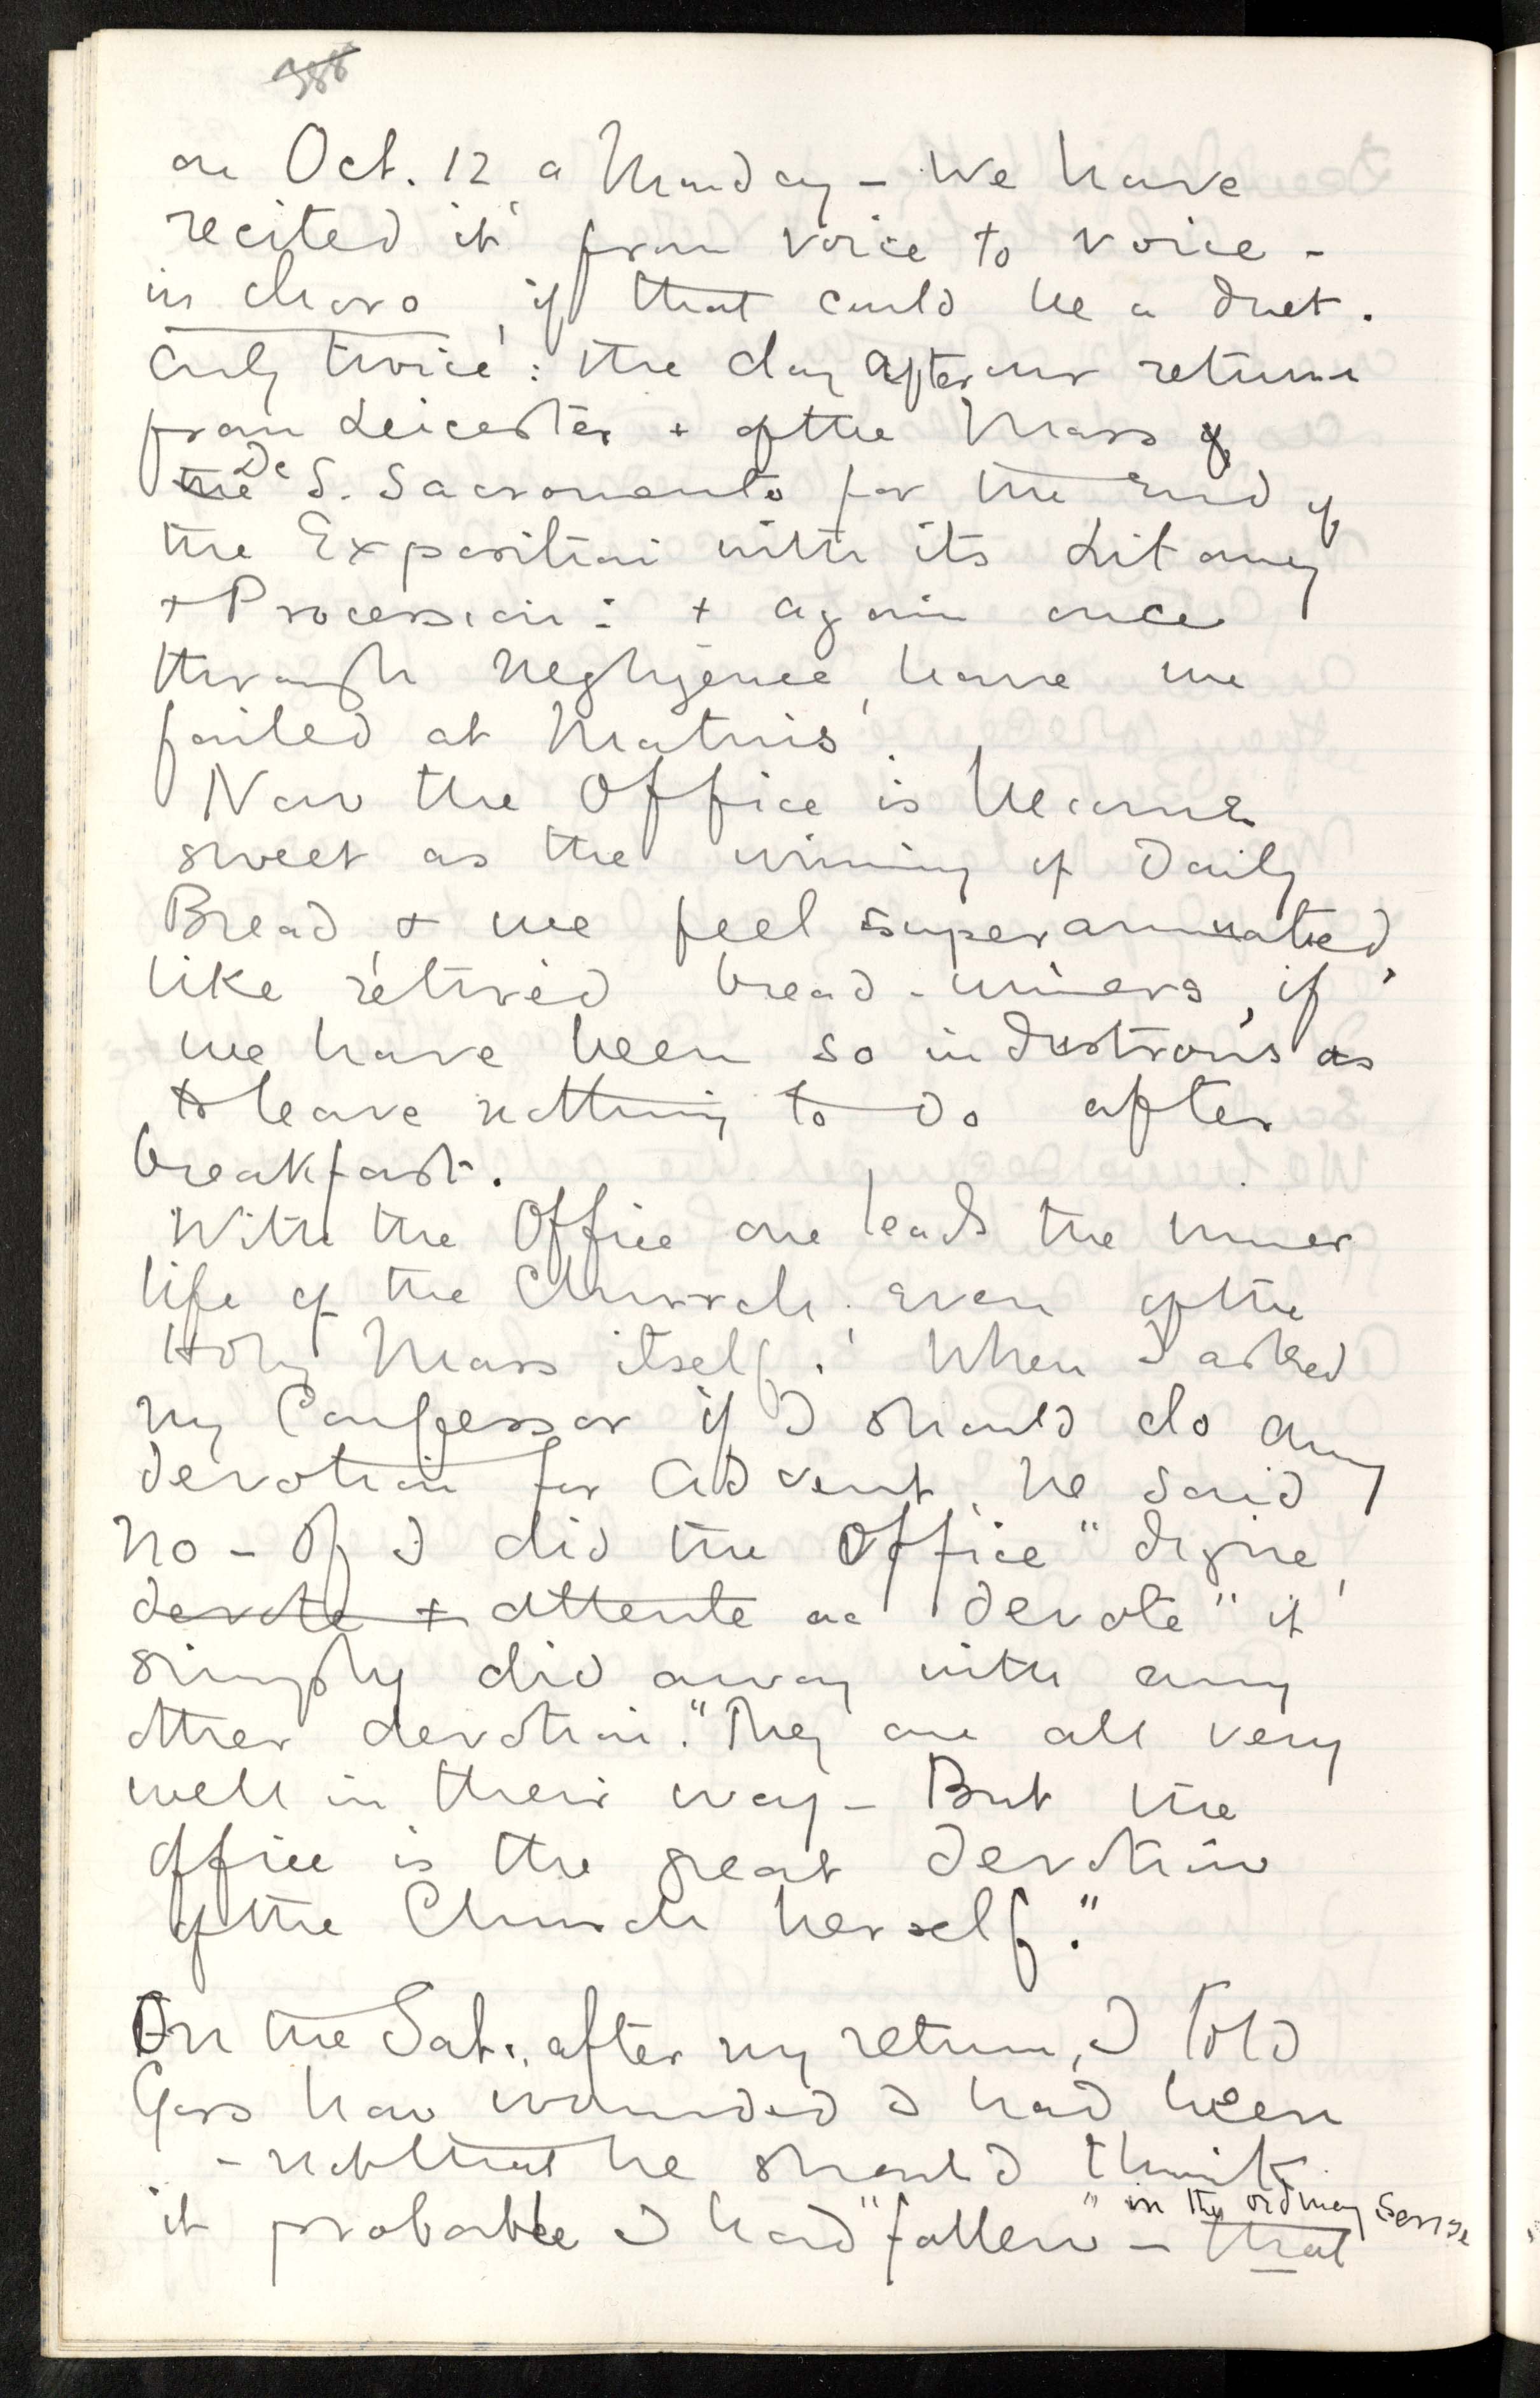 388
on Oct. 12 a Monday – We have
recited it from voice to voice –
in choro, if that could be a duet.
Only twice: the day after our return
from Leicester + of the Mass of
the De S. Sacromento for the End of
the Exposition with its Litany
+ Procession: + again once
through negligence, have we
failed at Matins.
Now the Office is become
sweet as the winning of Daily
Bread, + we feel superannuated,
like retired bread-winners, if
we have been so industrious as
to leave nothing to do after
breakfast.
With the Office one leads the inner
life of the Church: even of the
Holy Mass itself. When I asked
my Confessor if I should do any
devotion for Advent, he said
no – If I did the Office "digne,
devote + attente ac devote" it
simply did away with any
other devotion. "They are all very
well in their way – But the
Office is the great devotion
of the Church herself."
On the Sat. after my return, I told
Goss how wounded I had been
– not that he should think
it probable I had "fallen" in the ordinary sense – that